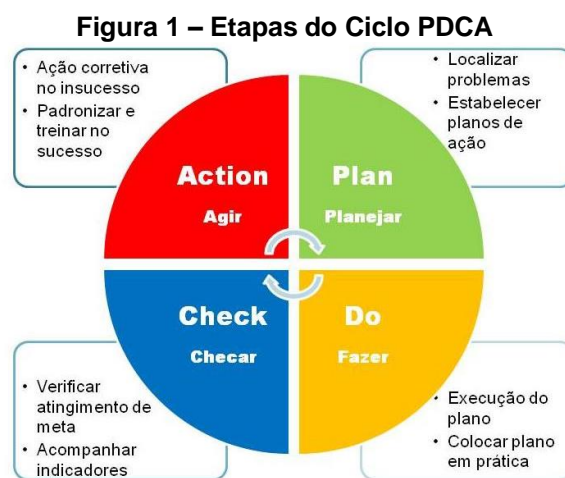 Figura 1 – Etapas do Ciclo PDCA
• Ação corretiva
no insucesso
• Padronizar e
treinar no
sucesso
• Localizar
problemas
• Estabelecer
planos de
ação
Action
Agir
Plan
Planejar
Check
Checar
Do
Fazer
• Verificar
atingimento de
meta
• Acompanhar
indicadores
• Execução do
plano
• Colocar plano
em prática